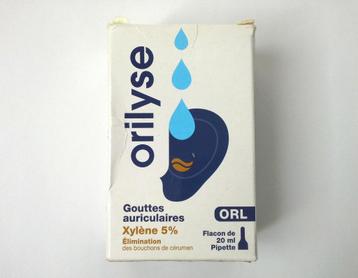 orilyse
Gouttes
auriculaires
Xylène 5%
Élimination
des bouchons de cérumen
ORL
Flacon de
20 ml
Pipette